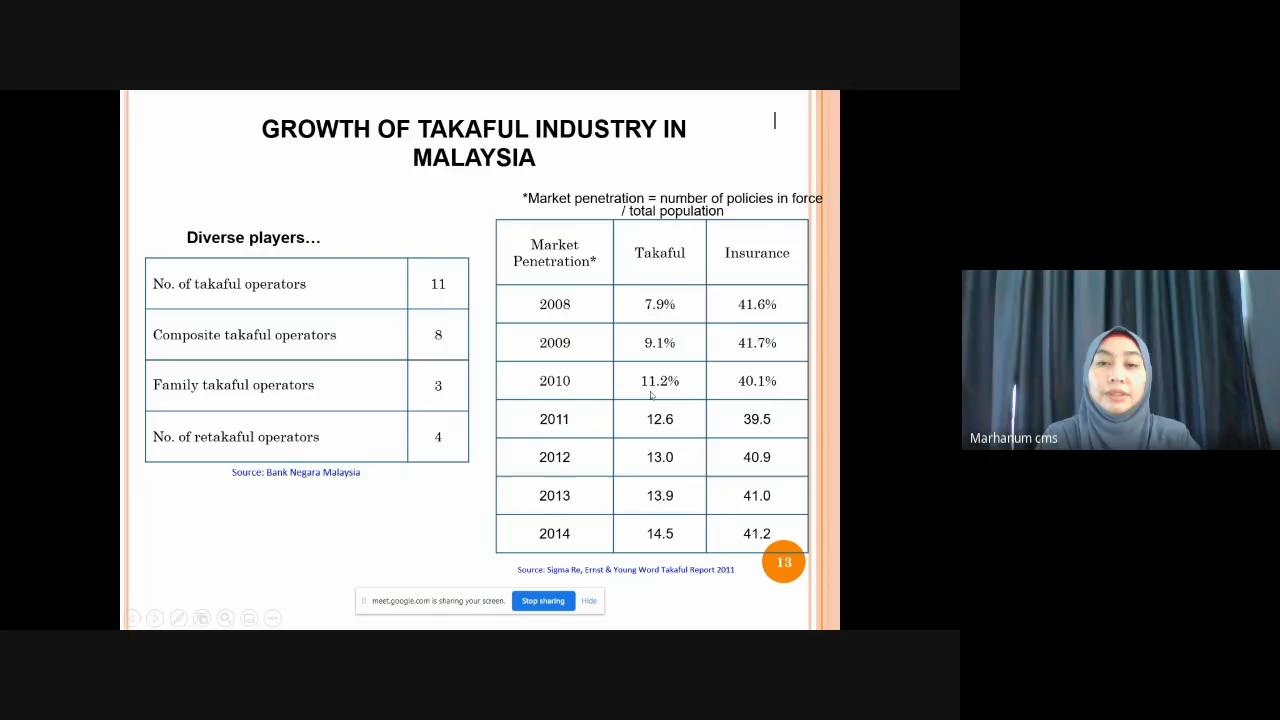 GROWTH OF TAKAFUL INDUSTRY IN
MALAYSIA
*Market penetration = number of policies in force
/ total population
Diverse players…
No. of takaful operators 11
Composite takaful operators 8
Family takaful operators 3
No. of retakaful operators 4
Source: Bank Negara Malaysia
Market
Penetration* Takaful Insurance
2008 7.9% 41.6%
2009 9.1% 41.7%
2010 11.2% 40.1%
2011 12.6 39.5
2012 13.0 40.9
2013 13.9 41.0
2014 14.5 41.2
Source: Sigma Re, Ernst & Young Word Takaful Report 2011
13
meet.google.com is sharing your screen. Stop sharing Hide
Marhanum cms